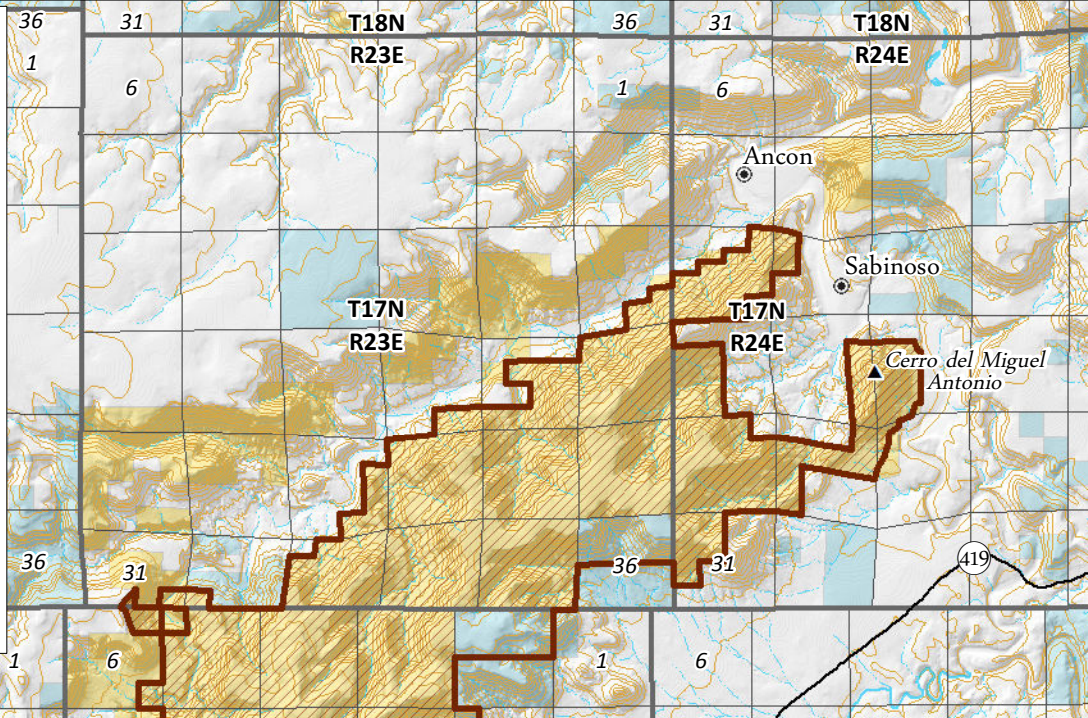 36
31
T18N
36
31
T18N
R23E
R24E
1
6
1
6
Ancon
Sabinoso
T17N
R23E
T17N
R24E
Cerro del Miguel
Antonio
36
31
36
31
419
1
6
1
6